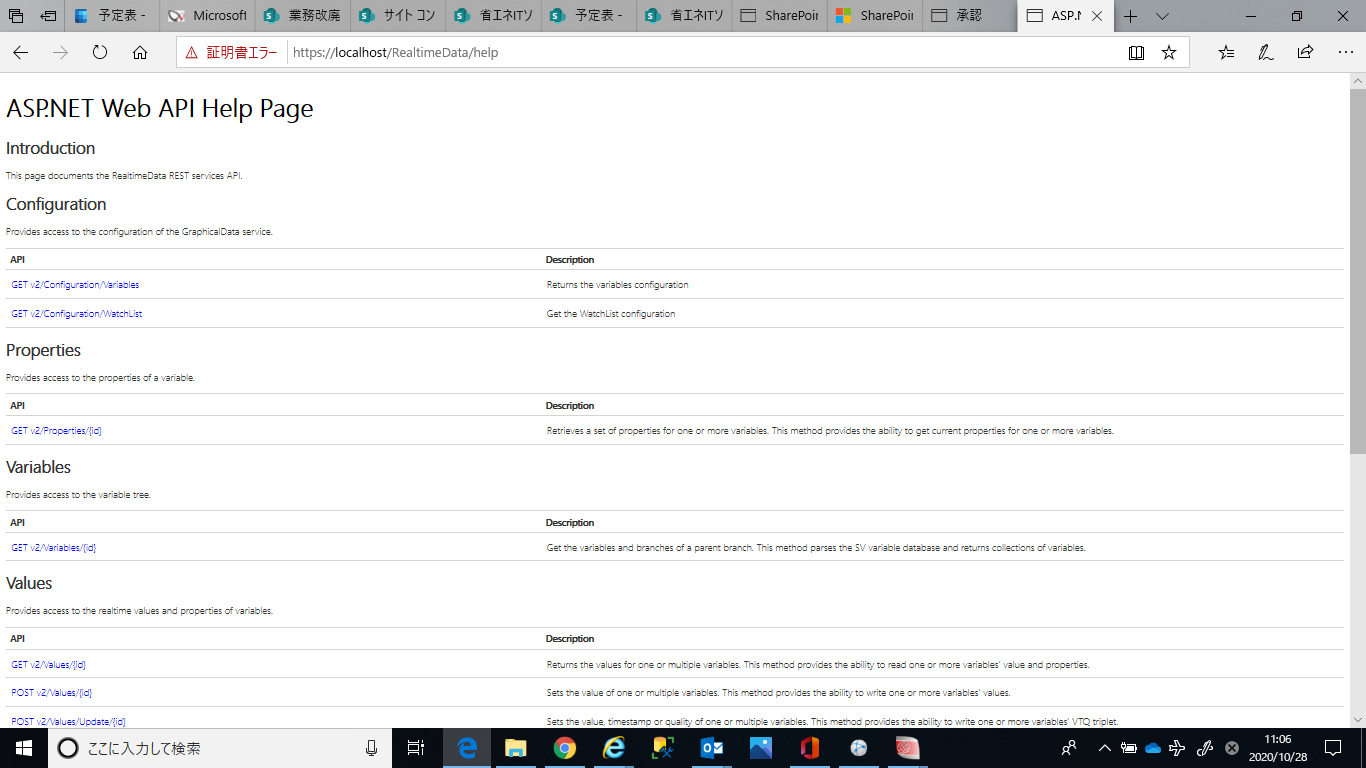 予定表 -
Microsoft
業務改廃
サイト コン
省エネITソ
予定表 -
省エネITソ
SharePoin
SharePoin
承認
ASP.N
証明書エラー
https://localhost/RealtimeData/help
ASP.NET Web API Help Page
Introduction
This page documents the RealtimeData REST services API.
Configuration
Provides access to the configuration of the GraphicalData service.
API Description
GET v2/Configuration/Variables Returns the variables configuration
GET v2/Configuration/WatchList Get the WatchList configuration
Properties
Provides access to the properties of a variable.
API Description
GET v2/Properties/{id} Retrieves a set of properties for one or more variables. This method provides the ability to get current properties for one or more variables.
Variables
Provides access to the variable tree.
API Description
GET v2/Variables/{id} Get the variables and branches of a parent branch. This method parses the SV variable database and returns collections of variables.
Values
Provides access to the realtime values and properties of variables.
API Description
GET v2/Values/{id} Returns the values for one or multiple variables. This method provides the ability to read one or more variables' value and properties.
POST v2/Values/{id} Sets the value of one or multiple variables. This method provides the ability to write one or more variables' values.
POST v2/Values/Update/{id} Sets the value, timestamp or quality of one or multiple variables. This method provides the ability to write one or more variables' VTQ triplet.
ここに入力して検索
11:06
2020/10/28